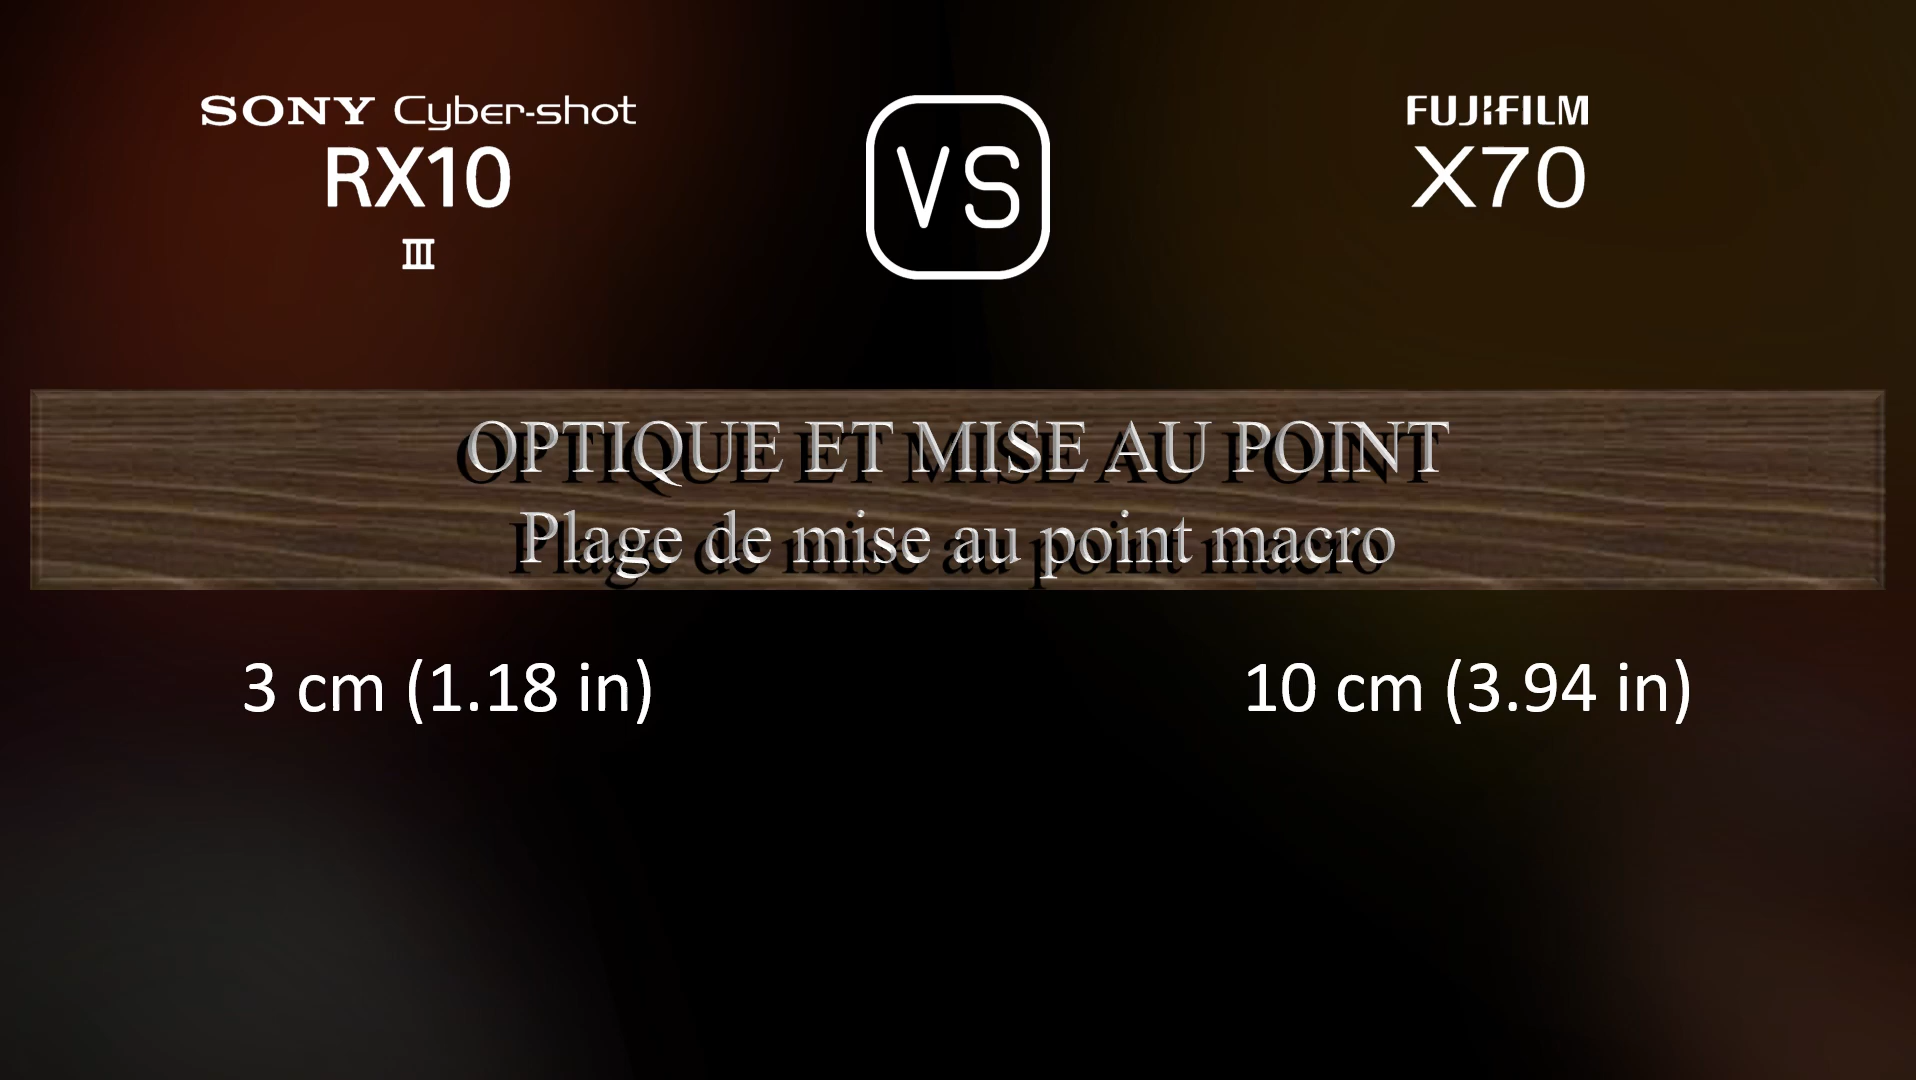 SONY Cyber-shot
RX10
III
VS
FUJIFILM
X70
OPTIQUE ET MISE AU POINT
Plage de mise au point macro
3 cm (1.18 in)
10 cm (3.94 in)